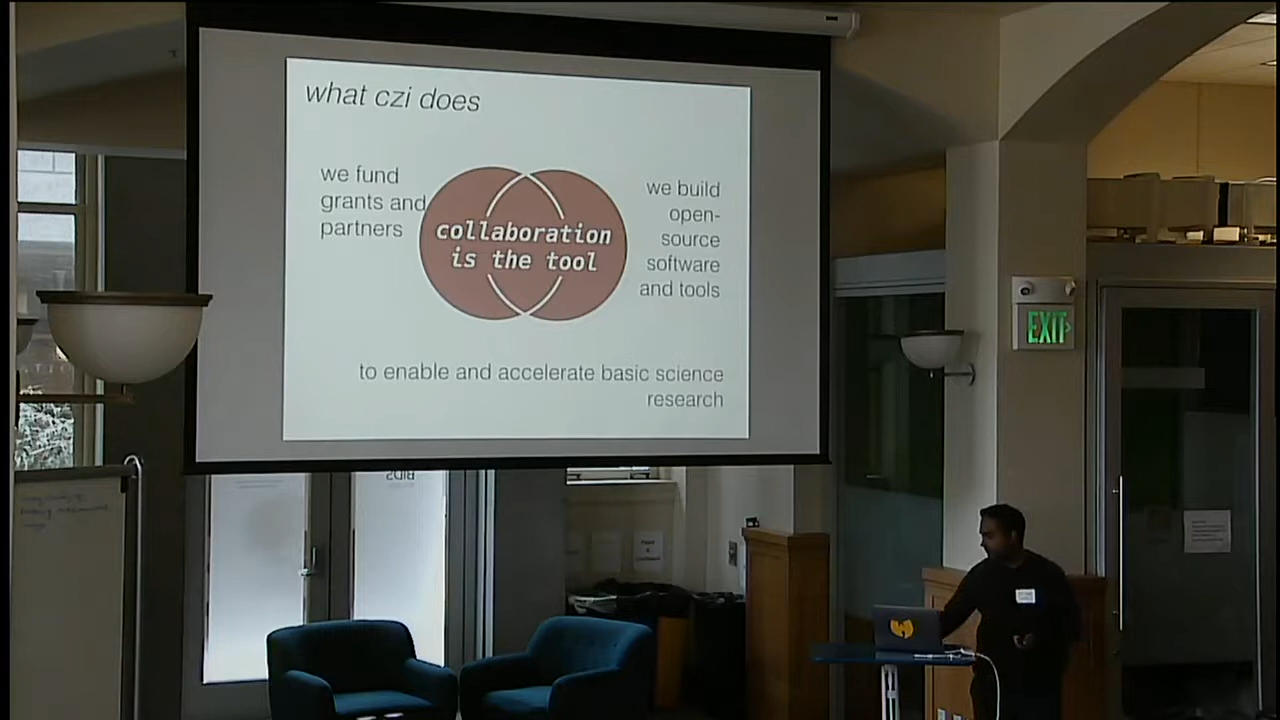 what czi does
we fund
grants and
partners
collaboration
is the tool
we build
open-
source
software
and tools
to enable and accelerate basic science
research
EXIT
BIDS